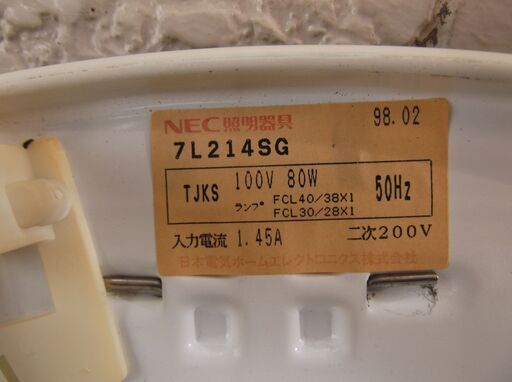 NEC照明器具 98.02
7L214SG
TJKS 100V 80W 50Hz
ランプ FCL40/38X1
FCL30/28X1
入力電流 1.45A 二次200V
日本電気ホームエレクトロニクス株式会社